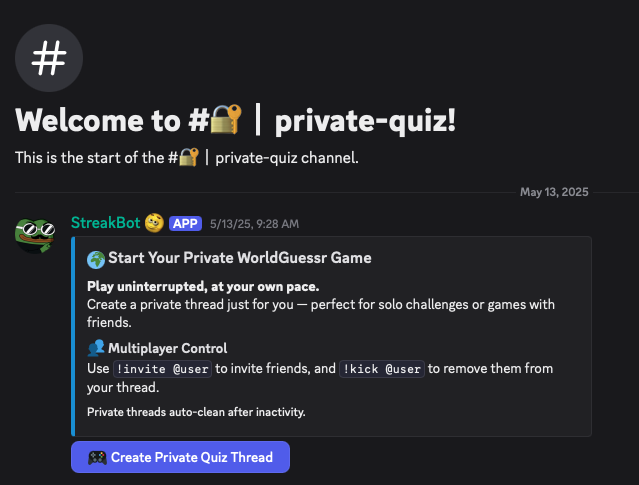 #
Welcome to #🔐│private-quiz!
This is the start of the #🔐│private-quiz channel.
May 13, 2025
StreakBot APP 5/13/25, 9:28 AM
🌍 Start Your Private WorldGuessr Game
Play uninterrupted, at your own pace.
Create a private thread just for you — perfect for solo challenges or games with
friends.
👥 Multiplayer Control
Use !invite @user to invite friends, and !kick @user to remove them from
your thread.
Private threads auto-clean after inactivity.
🎮 Create Private Quiz Thread